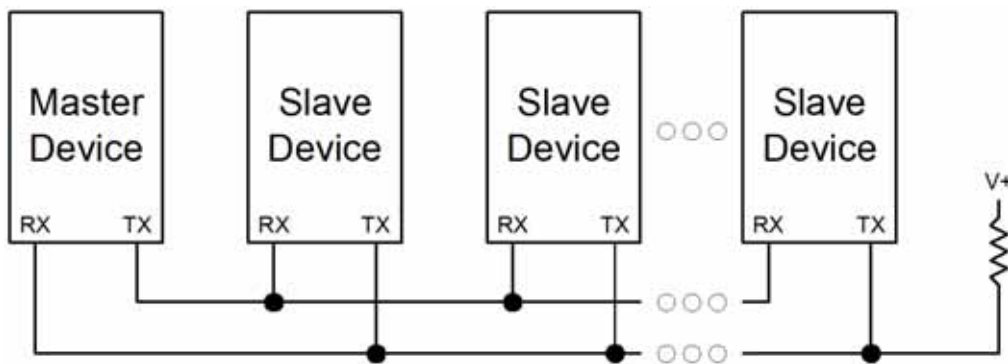 Master
Device
Slave
Device
Slave
Device
Slave
Device
V+
RX TX
RX TX
RX TX
RX TX